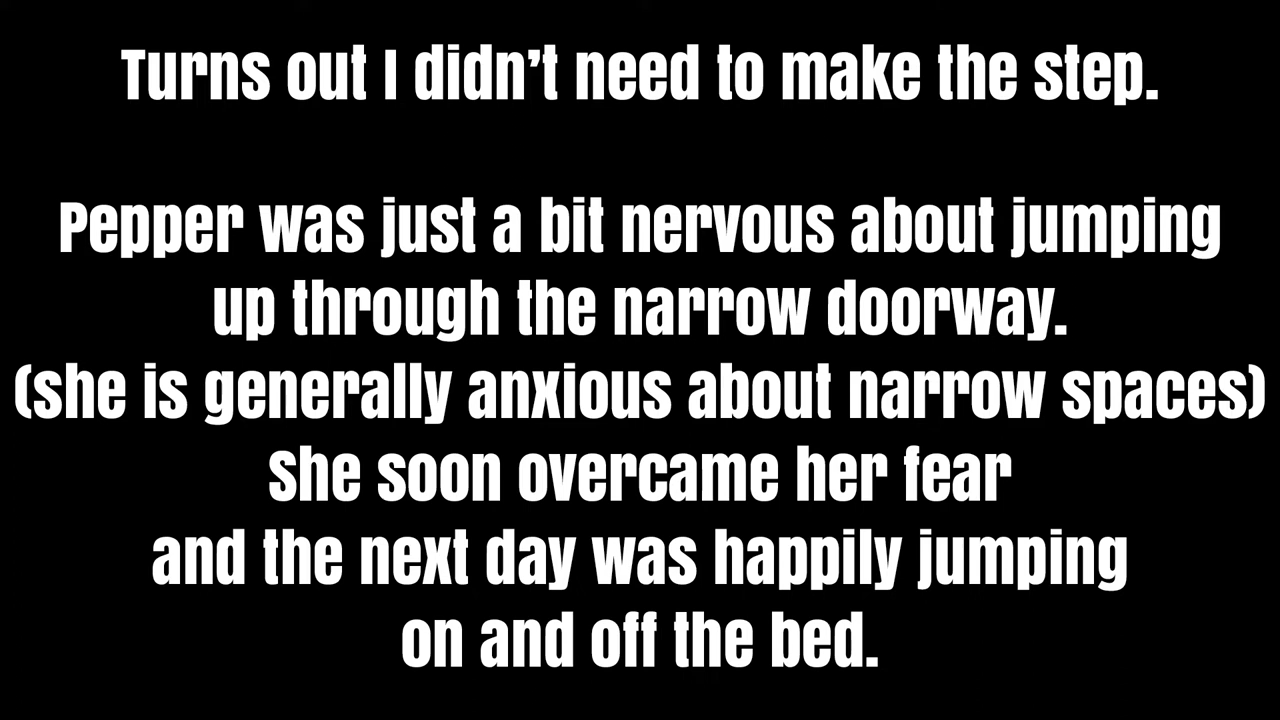 Turns out I didn’t need to make the step.
Pepper was just a bit nervous about jumping
up through the narrow doorway.
(she is generally anxious about narrow spaces)
She soon overcame her fear
and the next day was happily jumping
on and off the bed.